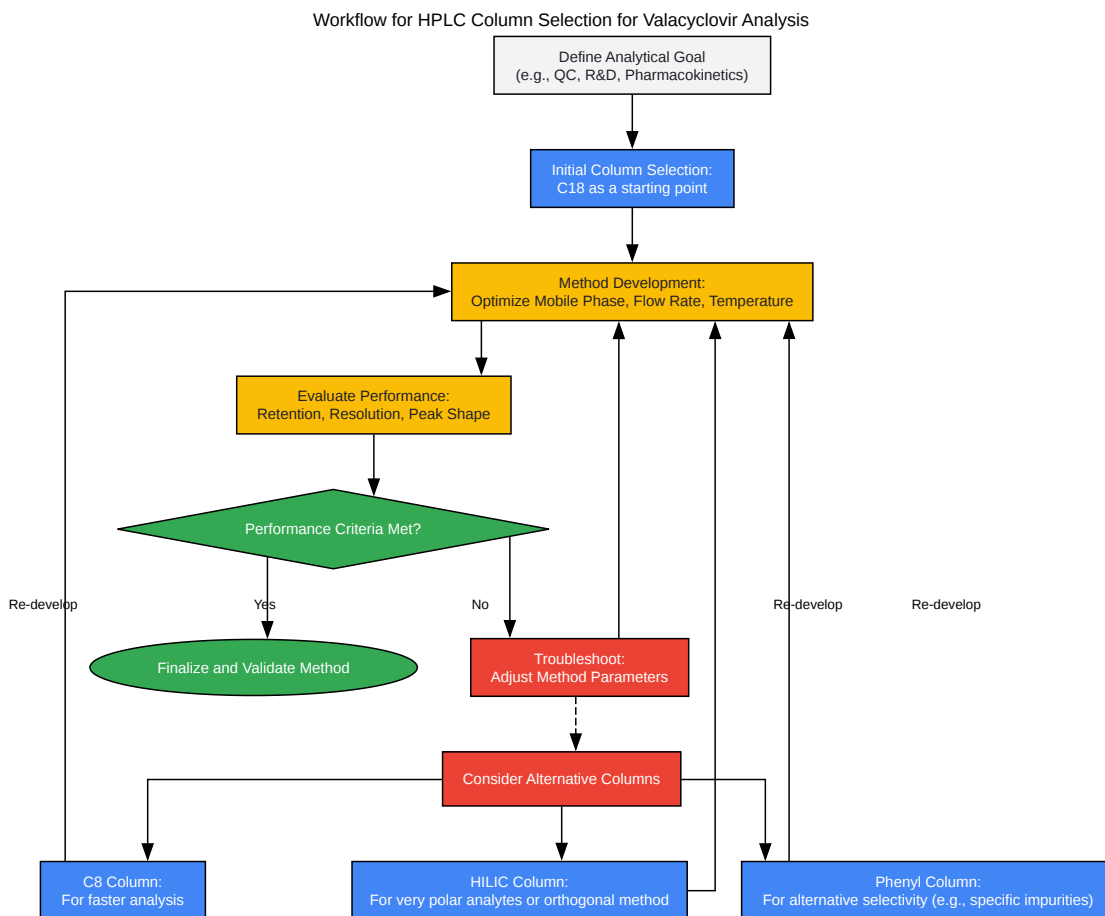 Workflow for HPLC Column Selection for Valacyclovir Analysis
Define Analytical Goal
(e.g., QC, R&D, Pharmacokinetics)
Initial Column Selection:
C18 as a starting point
Method Development:
Optimize Mobile Phase, Flow Rate, Temperature
Evaluate Performance:
Retention, Resolution, Peak Shape
Performance Criteria Met?
Re-develop
Yes
No
Re-develop
Re-develop
Finalize and Validate Method
Troubleshoot:
Adjust Method Parameters
Consider Alternative Columns
C8 Column:
For faster analysis
HILIC Column:
For very polar analytes or orthogonal method
Phenyl Column:
For alternative selectivity (e.g., specific impurities)